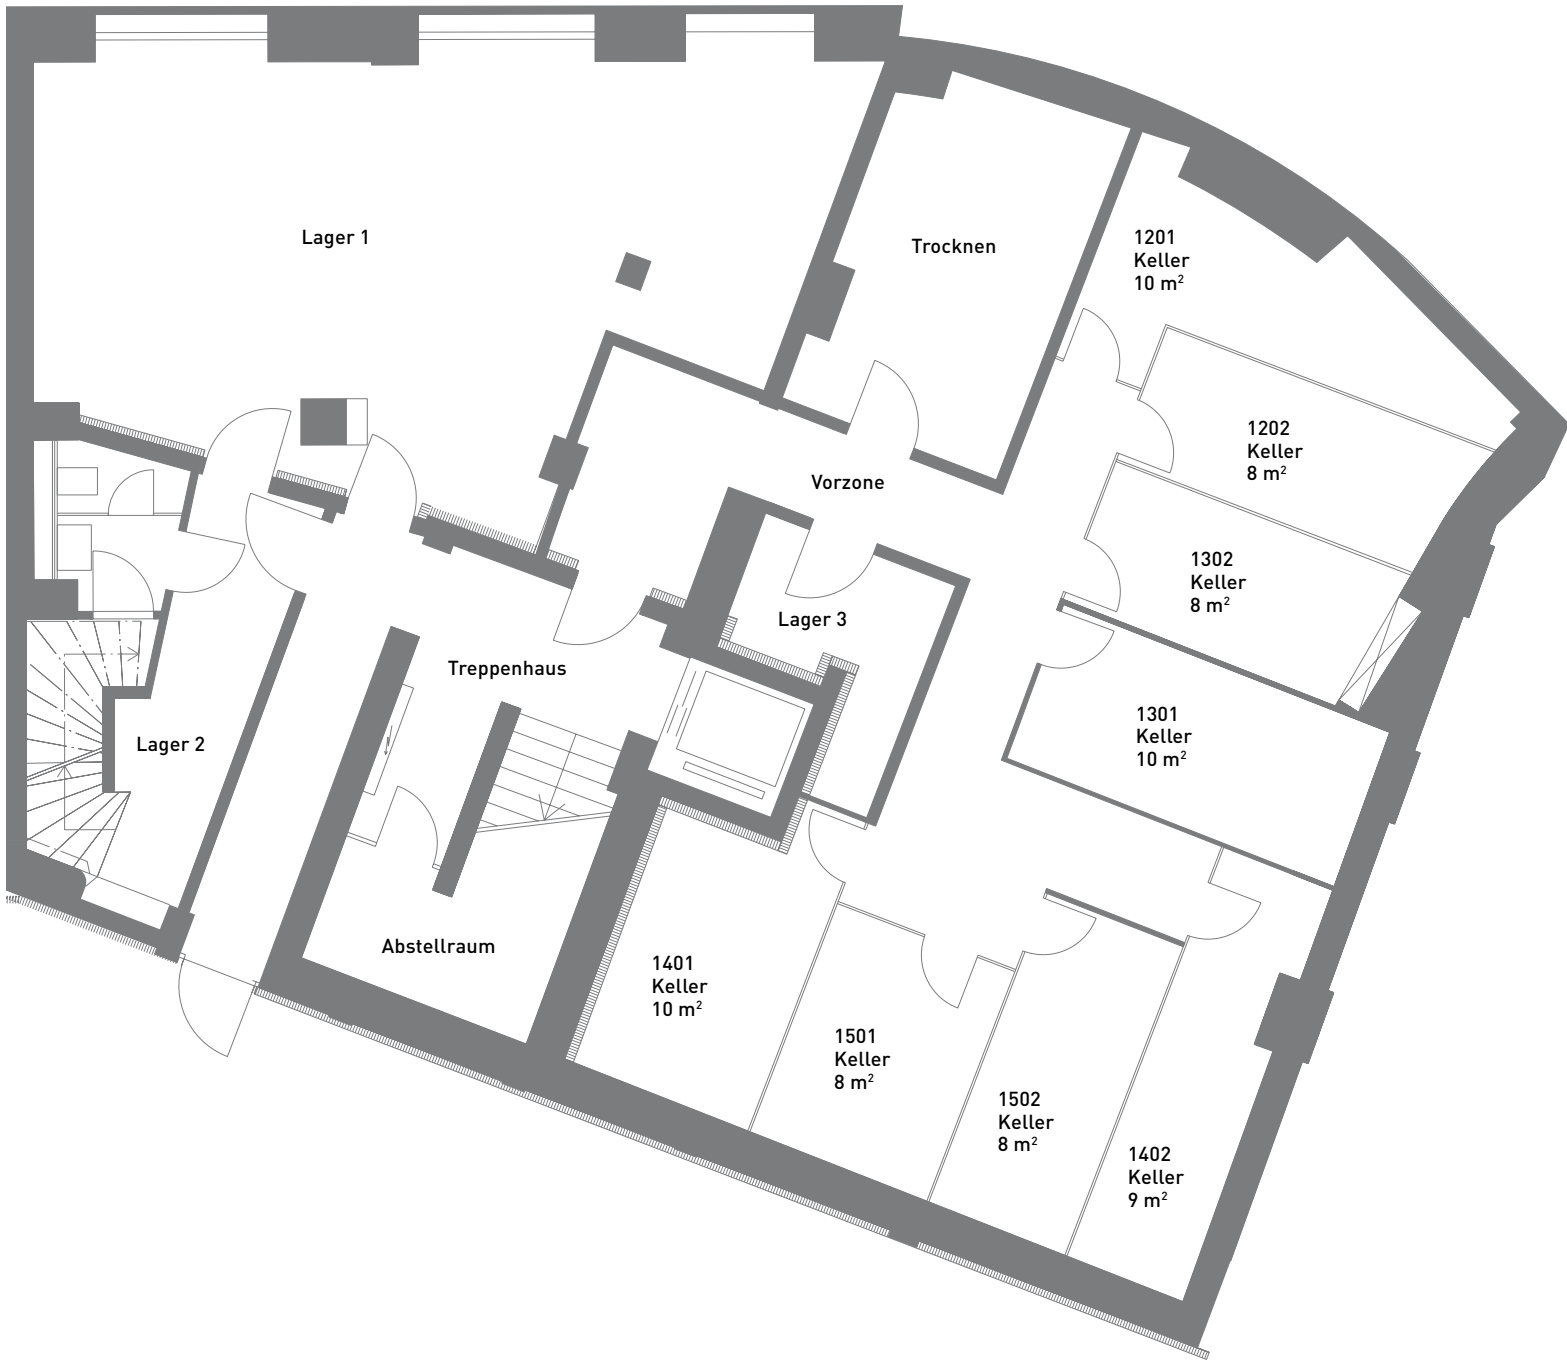 Lager 1
Trocknen
1201
Keller
10 m²
1202
Keller
8 m²
Vorzone
1302
Keller
8 m²
Lager 3
Treppenhaus
1301
Keller
10 m²
Lager 2
Abstellraum
1401
Keller
10 m²
1501
Keller
8 m²
1502
Keller
8 m²
1402
Keller
9 m²